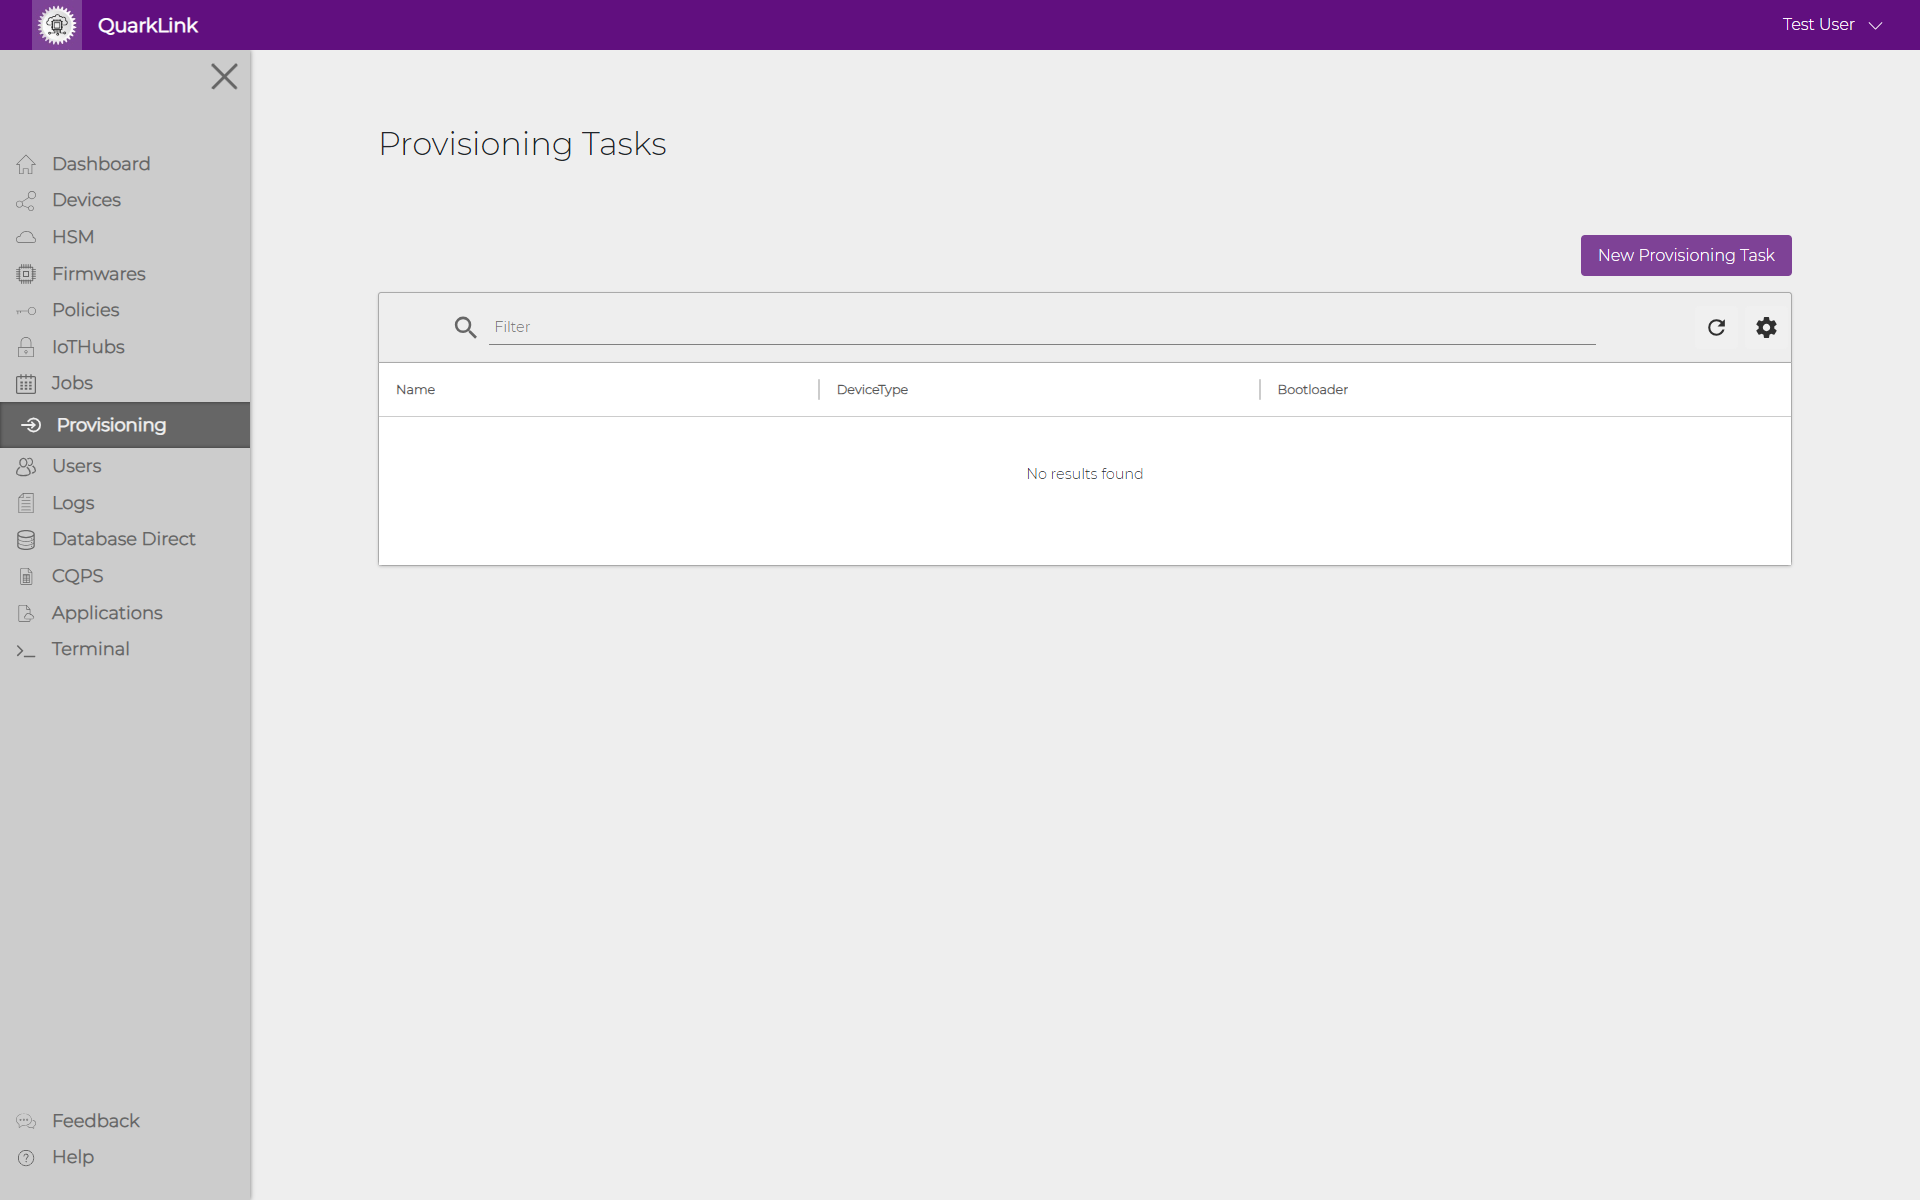 QuarkLink
Test User
Dashboard
Devices
HSM
Firmwares
Policies
IoTHubs
Jobs
Provisioning
Users
Logs
Database Direct
CQPS
Applications
Terminal
Feedback
Help
Provisioning Tasks
New Provisioning Task
Filter
Name DeviceType Bootloader
No results found